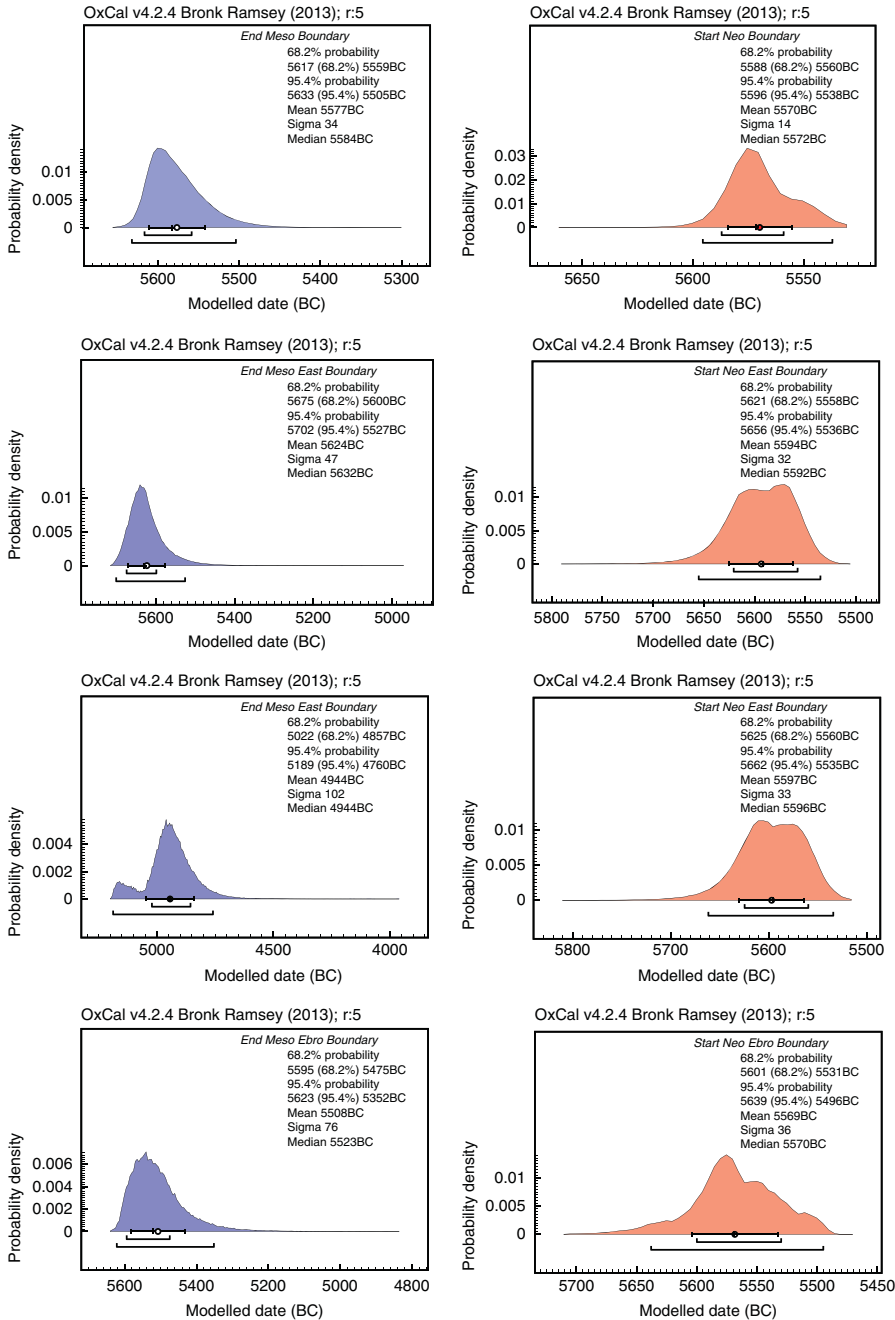 OxCal v4.2.4 Bronk Ramsey (2013); r:5
End Meso Boundary
68.2% probability
5617 (68.2%) 5559BC
95.4% probability
5633 (95.4%) 5505BC
Mean 5577BC
Sigma 34
Median 5584BC
Probability density
0.01
0.005
0
5600 5500 5400 5300
Modelled date (BC)
OxCal v4.2.4 Bronk Ramsey (2013); r:5
Start Neo Boundary
68.2% probability
5588 (68.2%) 5560BC
95.4% probability
5596 (95.4%) 5538BC
Mean 5570BC
Sigma 14
Median 5572BC
Probability density
0.03
0.02
0.01
0
5650 5600 5550
Modelled date (BC)
OxCal v4.2.4 Bronk Ramsey (2013); r:5
End Meso East Boundary
68.2% probability
5675 (68.2%) 5600BC
95.4% probability
5702 (95.4%) 5527BC
Mean 5624BC
Sigma 47
Median 5632BC
Probability density
0.01
0.005
0
5600 5400 5200 5000
Modelled date (BC)
OxCal v4.2.4 Bronk Ramsey (2013); r:5
Start Neo East Boundary
68.2% probability
5621 (68.2%) 5558BC
95.4% probability
5656 (95.4%) 5536BC
Mean 5594BC
Sigma 32
Median 5592BC
Probability density
0.01
0.005
0
5800 5750 5700 5650 5600 5550 5500
Modelled date (BC)
OxCal v4.2.4 Bronk Ramsey (2013); r:5
End Meso East Boundary
68.2% probability
5022 (68.2%) 4857BC
95.4% probability
5189 (95.4%) 4760BC
Mean 4944BC
Sigma 102
Median 4944BC
Probability density
0.004
0.002
0
5000 4500 4000
Modelled date (BC)
OxCal v4.2.4 Bronk Ramsey (2013); r:5
Start Neo East Boundary
68.2% probability
5625 (68.2%) 5560BC
95.4% probability
5662 (95.4%) 5535BC
Mean 5597BC
Sigma 33
Median 5596BC
Probability density
0.01
0.005
0
5800 5700 5600 5500
Modelled date (BC)
OxCal v4.2.4 Bronk Ramsey (2013); r:5
End Meso Ebro Boundary
68.2% probability
5595 (68.2%) 5475BC
95.4% probability
5623 (95.4%) 5352BC
Mean 5508BC
Sigma 76
Median 5523BC
Probability density
0.006
0.004
0.002
0
5600 5400 5200 5000 4800
Modelled date (BC)
OxCal v4.2.4 Bronk Ramsey (2013); r:5
Start Neo Ebro Boundary
68.2% probability
5601 (68.2%) 5531BC
95.4% probability
5639 (95.4%) 5496BC
Mean 5569BC
Sigma 36
Median 5570BC
Probability density
0.01
0.005
0
5700 5650 5600 5550 5500 5450
Modelled date (BC)